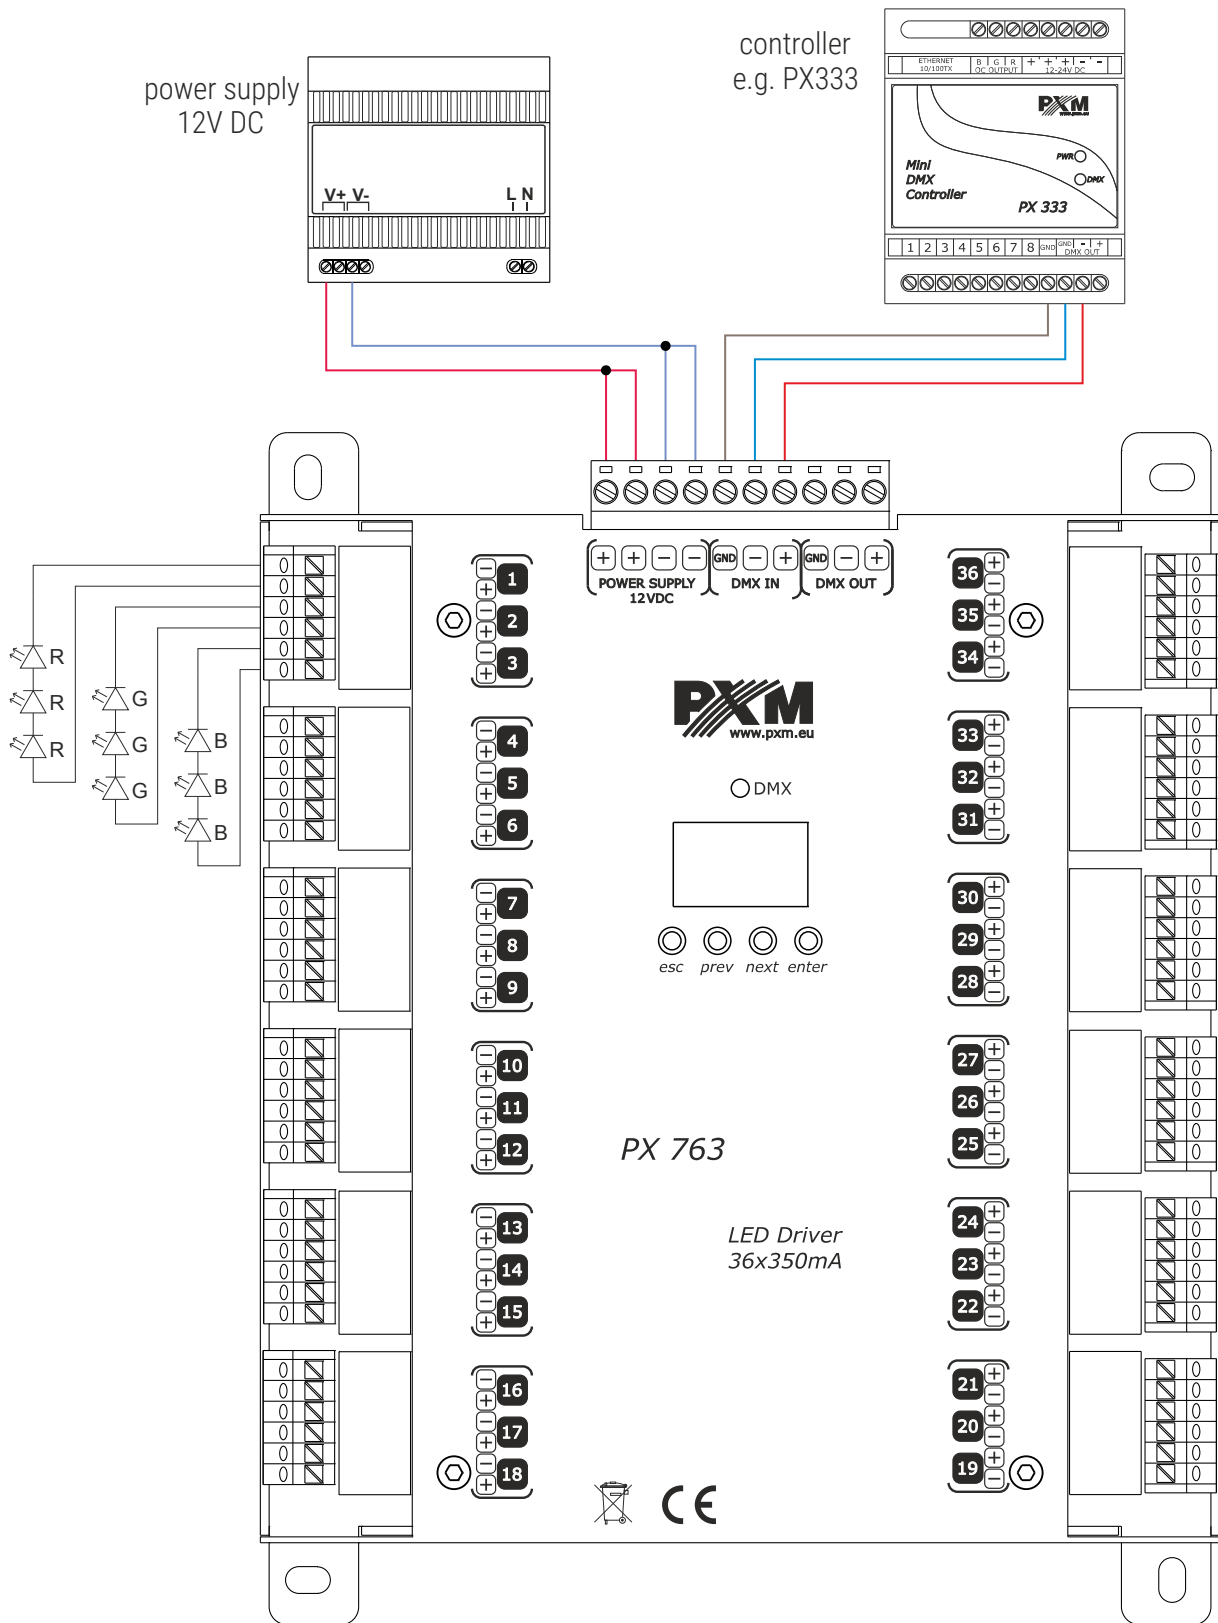 power supply
12V DC
V+ V-
L N
controller
e.g. PX333
ETHERNET
10/100TX
B G R
OC OUTPUT
+ + + - -
12-24V DC
PXM
www.pxm.eu
PWR
DMX
Mini
DMX
Controller
PX 333
1 2 3 4 5 6 7 8 GND GND - +
DMX OUT
+ + − − GND − + GND − +
POWER SUPPLY
12VDC
DMX IN
DMX OUT
R
R
R
G
G
G
B
B
B
− 1
+
− 2
+
− 3
+
− 4
+
− 5
+
− 6
+
− 7
+
− 8
+
− 9
+
− 10
+
− 11
+
− 12
+
− 13
+
− 14
+
− 15
+
− 16
+
− 17
+
− 18
+
PXM
www.pxm.eu
DMX
esc prev next enter
PX 763
LED Driver
36x350mA
CE
36 +
−
35 +
−
34 +
−
33 +
−
32 +
−
31 +
−
30 +
−
29 +
−
28 +
−
27 +
−
26 +
−
25 +
−
24 +
−
23 +
−
22 +
−
21 +
−
20 +
−
19 +
−